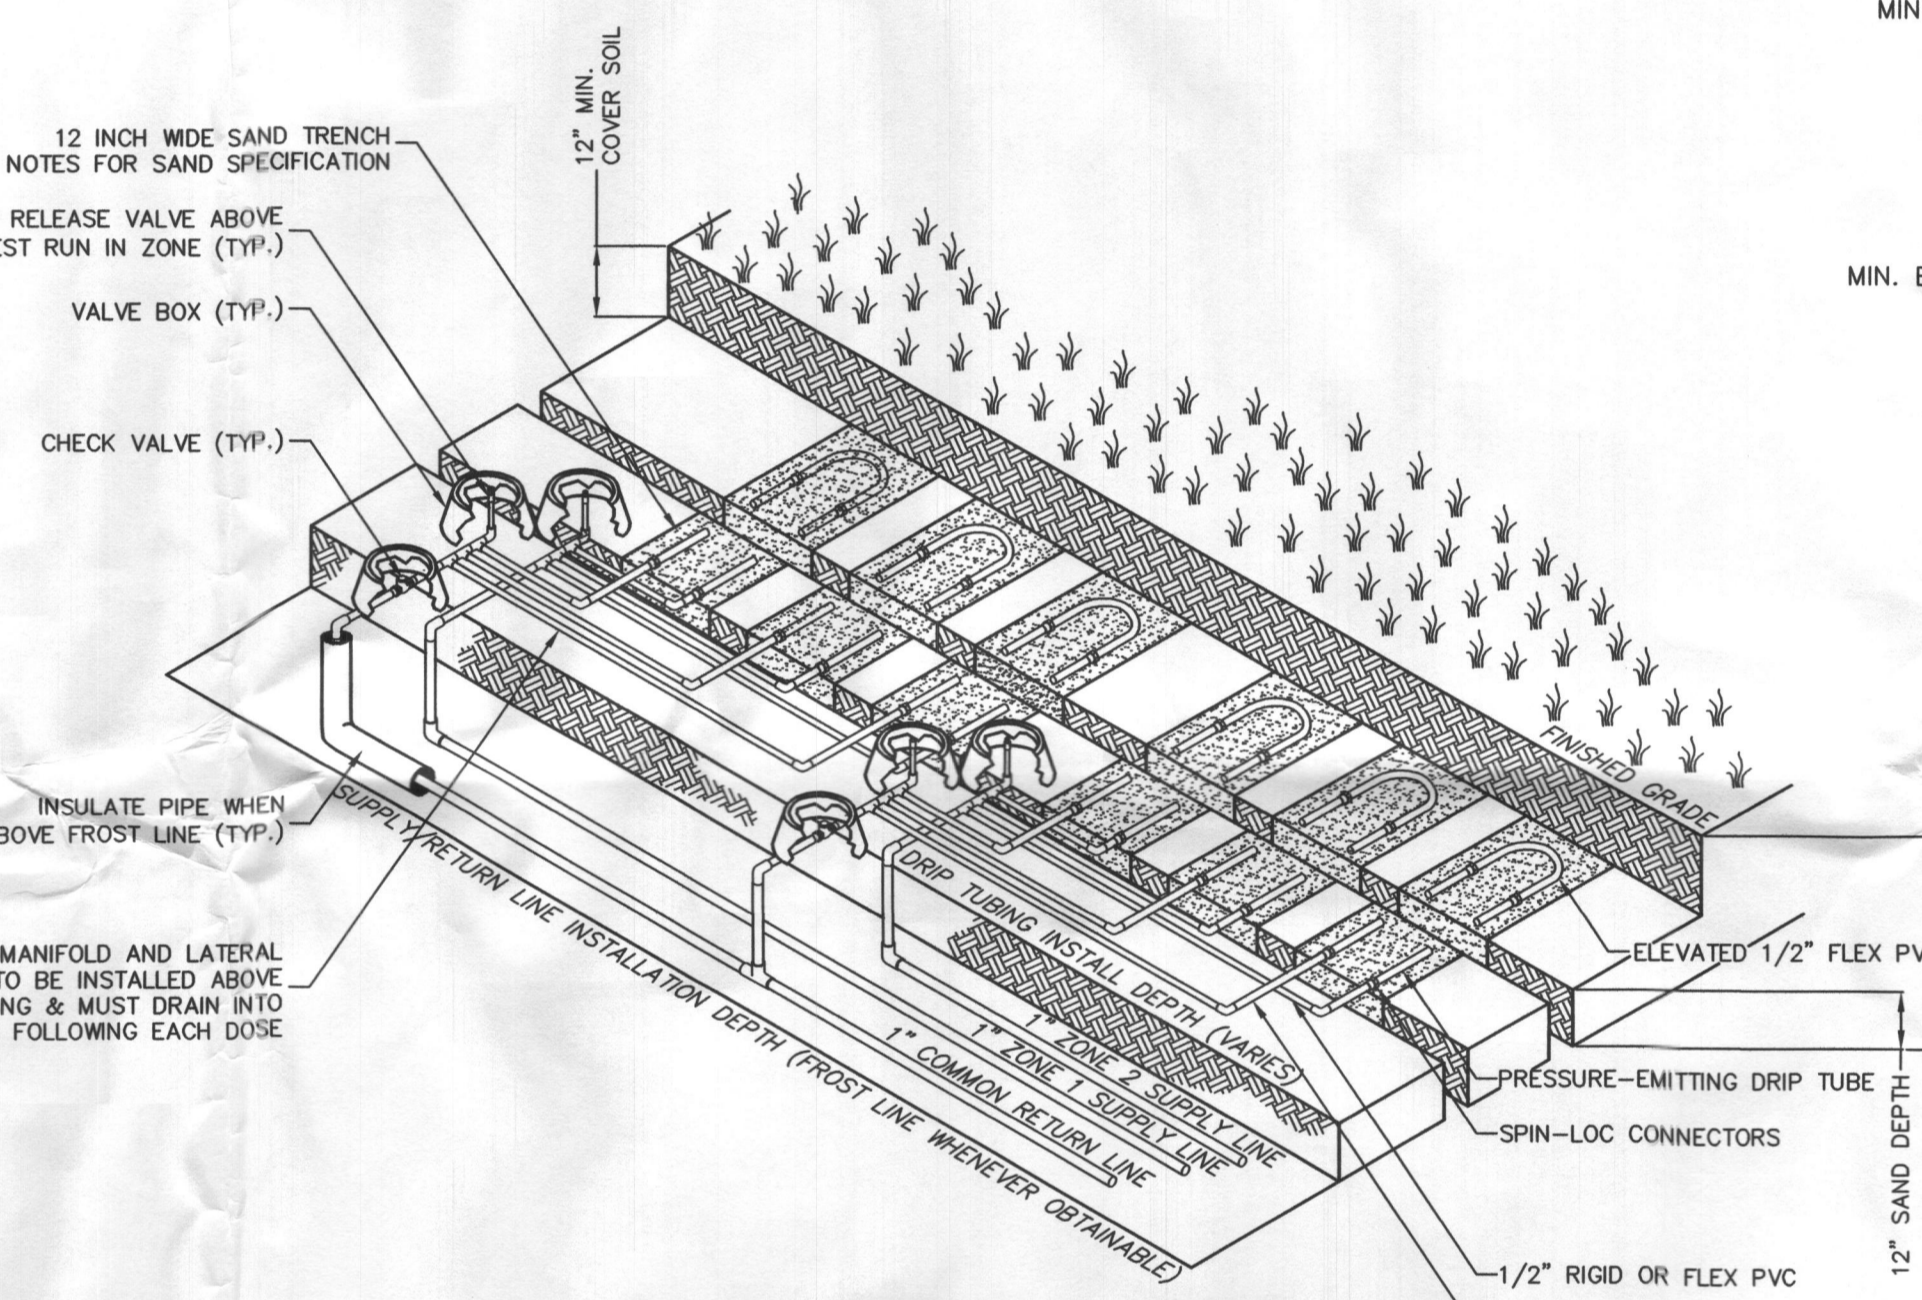 MIN
12" MIN.
COVER SOIL
12 INCH WIDE SAND TRENCH
NOTES FOR SAND SPECIFICATION
RELEASE VALVE ABOVE
EST RUN IN ZONE (TYP.)
VALVE BOX (TYP.)
CHECK VALVE (TYP.)
MIN. E
FINISHED GRADE
INSULATE PIPE WHEN
BOVE FROST LINE (TYP.)
SUPPLY/RETURN LINE INSTALLATION DEPTH (FROST LINE WHENEVER OBTAINABLE)
DRIP TUBING INSTALL DEPTH (VARIES)
MANIFOLD AND LATERAL
TO BE INSTALLED ABOVE
NG & MUST DRAIN INTO
FOLLOWING EACH DOSE
1" ZONE 2 SUPPLY LINE
1" ZONE 1 SUPPLY LINE
1" COMMON RETURN LINE
ELEVATED 1/2" FLEX PV
PRESSURE-EMITTING DRIP TUBE
SPIN-LOC CONNECTORS
1/2" RIGID OR FLEX PVC
12" SAND DEPTH